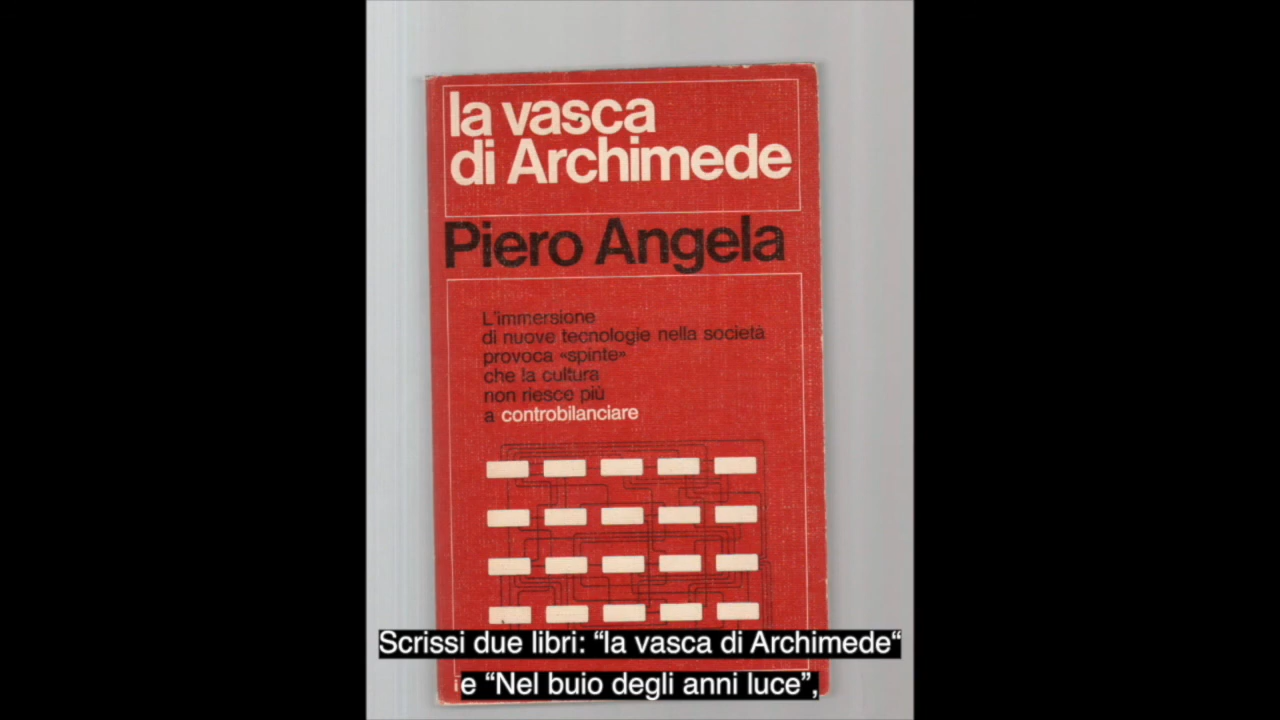 la vasca
di Archimede
Piero Angela
L'immersione
di nuove tecnologie nella società
provoca «spinte»
che la cultura
non riesce più
a controbilanciare
Scrissi due libri: “la vasca di Archimede“
e “Nel buio degli anni luce”,